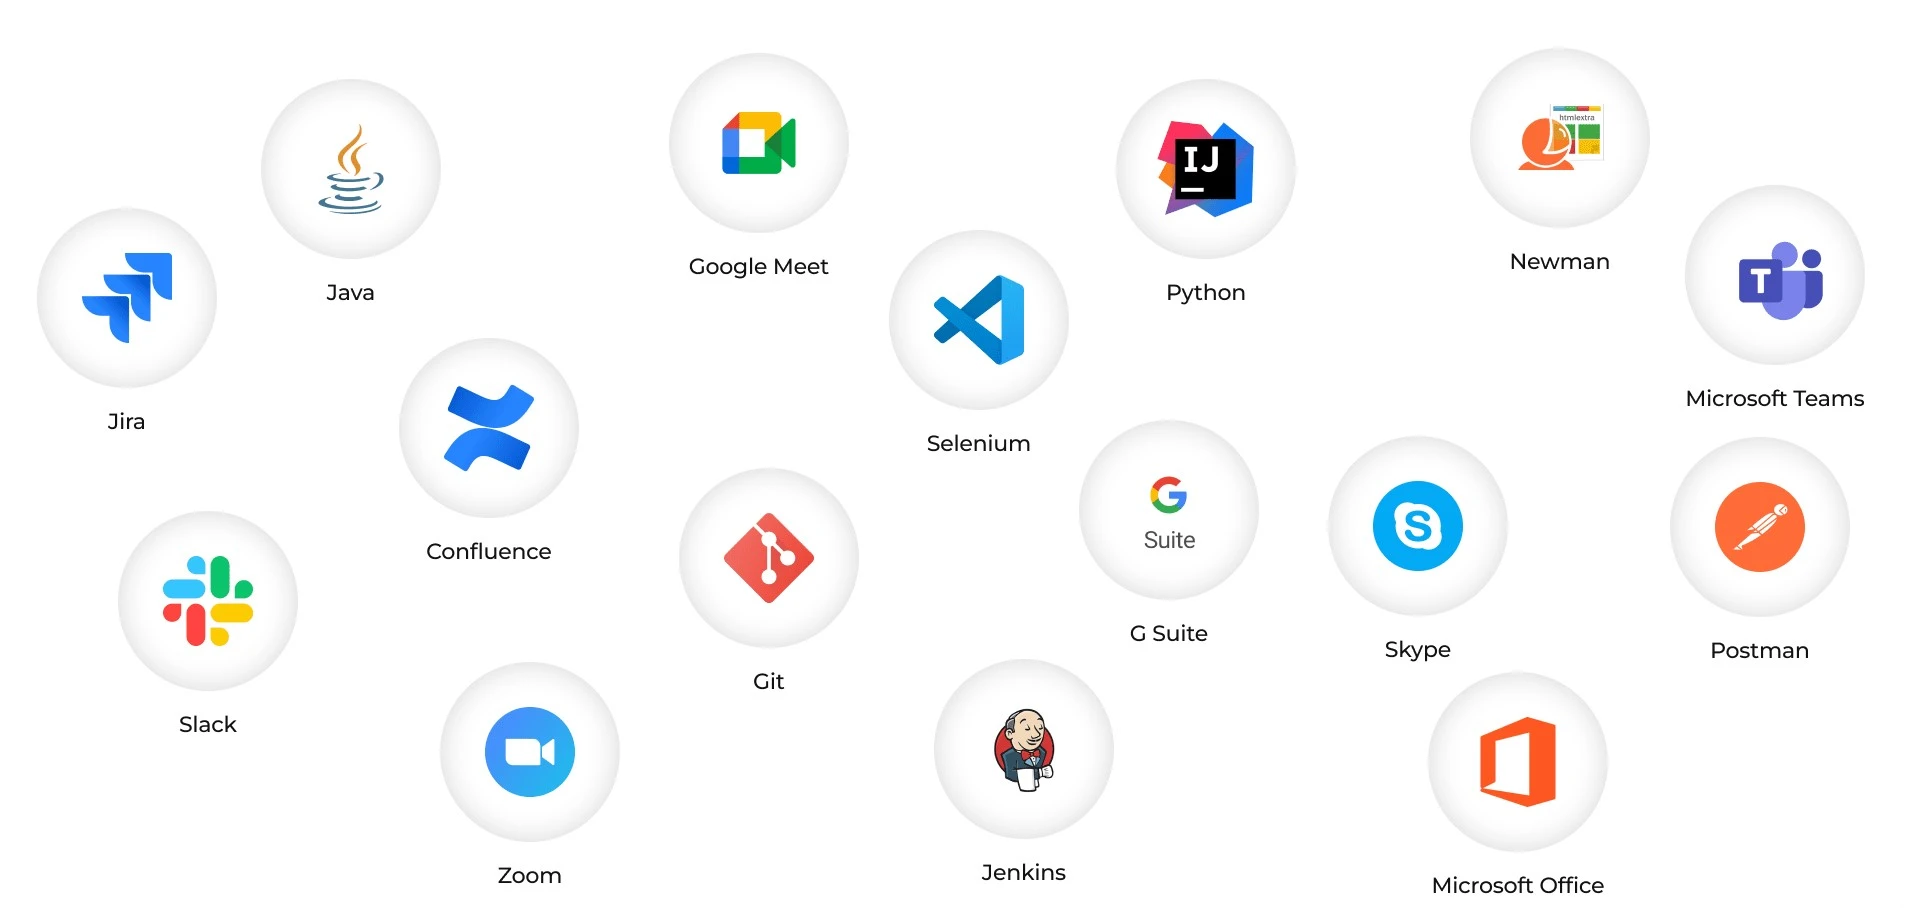 htmlextra
IJ
Google Meet
Newman
Java
Python
T
Microsoft Teams
Jira
Selenium
G
Suite
S
Confluence
G Suite
Skype
Postman
Git
Slack
Zoom
Jenkins
Microsoft Office